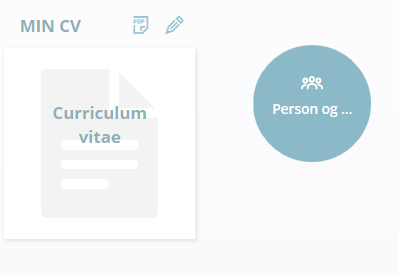 MIN CV
PDF
Curriculum
vitae
Person og ...